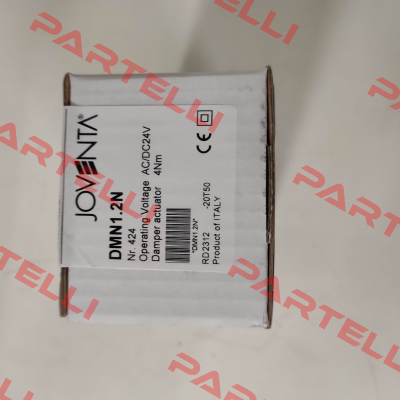 JOVENTA
DMN1.2N
Nr. 424
Operating Voltage AC/DC24V
Damper actuator 4Nm
*DMN1.2N*
RD2312 -20T50
Product of ITALY
CE
PARTELLI
PARTELLI
PARTELLI
PARTELLI
PARTELLI